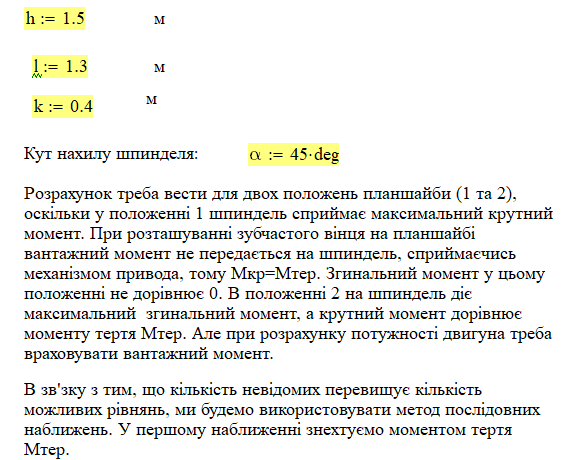 h := 1.5 м
l := 1.3 м
k := 0.4 м
Кут нахилу шпинделя: α := 45·deg
Розрахунок треба вести для двох положень планшайби (1 та 2),
оскільки у положенні 1 шпиндель сприймає максимальний крутний
момент. При розташуванні зубчастого вінця на планшайбі
вантажний момент не передається на шпиндель, сприймаєчись
механізмом привода, тому Мкр=Мтер. Згинальний момент у цьому
положенні не дорівнює 0. В положенні 2 на шпиндель діє
максимальний згинальний момент, а крутний момент дорівнює
моменту тертя Мтер. Але при розрахунку потужності двигуна треба
враховувати вантажний момент.
В зв'зку з тим, що кількість невідомих перевищує кількість
можливих рівнянь, ми будемо використовувати метод послідовних
наближень. У першому наближенні знехтуємо моментом тертя
Мтер.